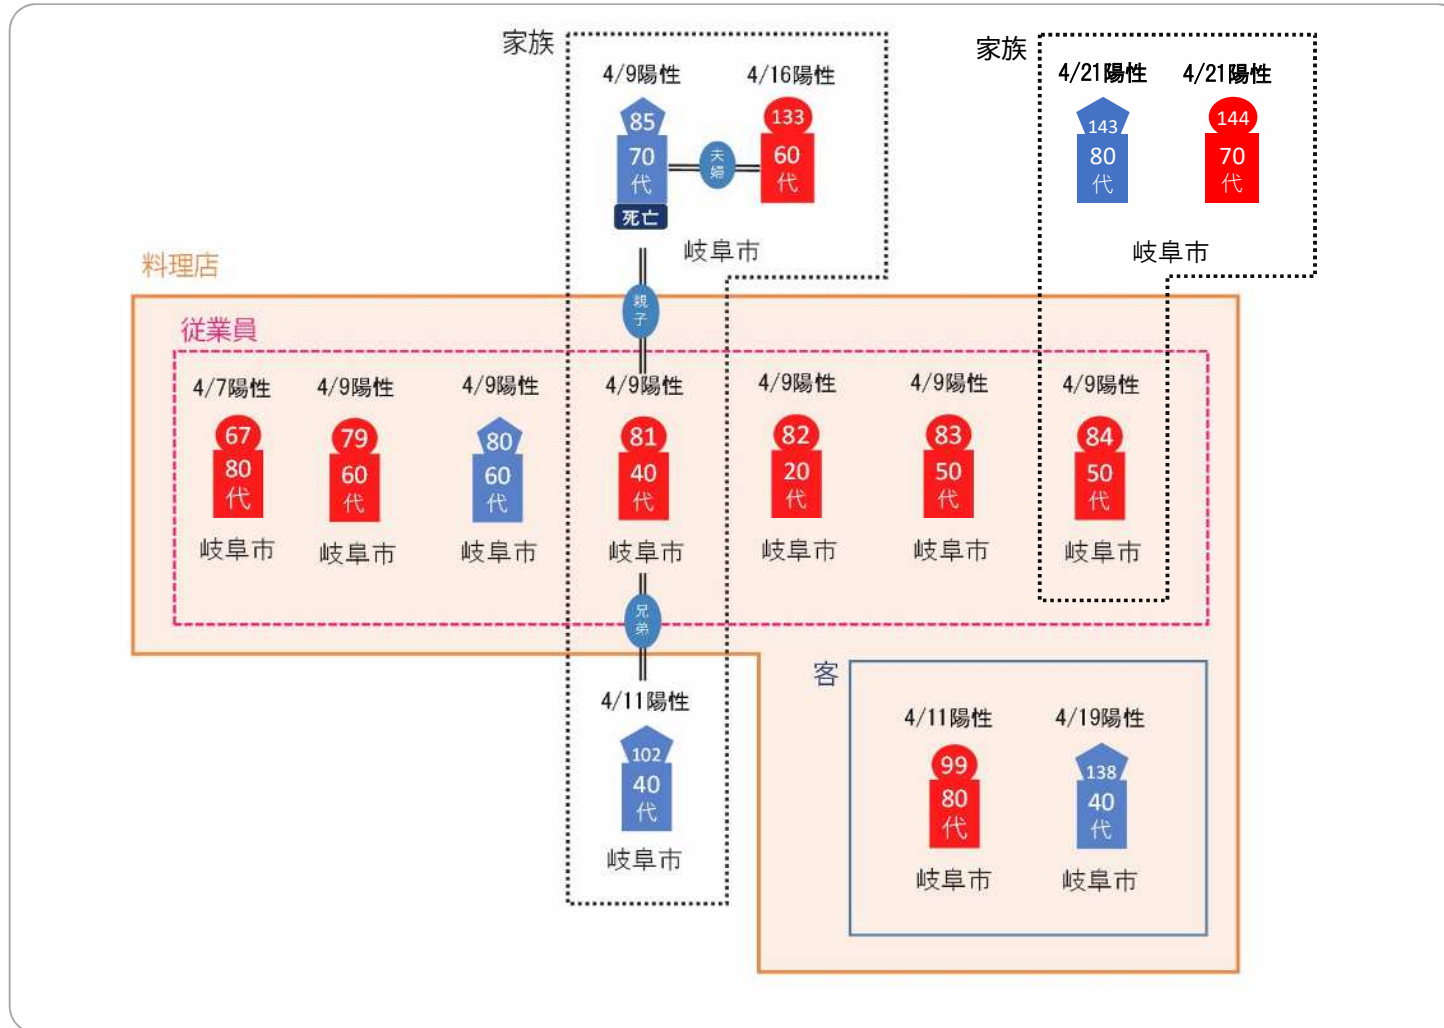 家族
4/9陽性
4/16陽性
85
70
代
死亡
夫婦
133
60
代
岐阜市
家族
4/21陽性
4/21陽性
143
80
代
144
70
代
岐阜市
料理店
親子
従業員
4/7陽性
67
80
代
岐阜市
4/9陽性
79
60
代
岐阜市
4/9陽性
80
60
代
岐阜市
4/9陽性
81
40
代
岐阜市
4/9陽性
82
20
代
岐阜市
4/9陽性
83
50
代
岐阜市
4/9陽性
84
50
代
岐阜市
兄弟
4/11陽性
102
40
代
岐阜市
客
4/11陽性
99
80
代
岐阜市
4/19陽性
138
40
代
岐阜市